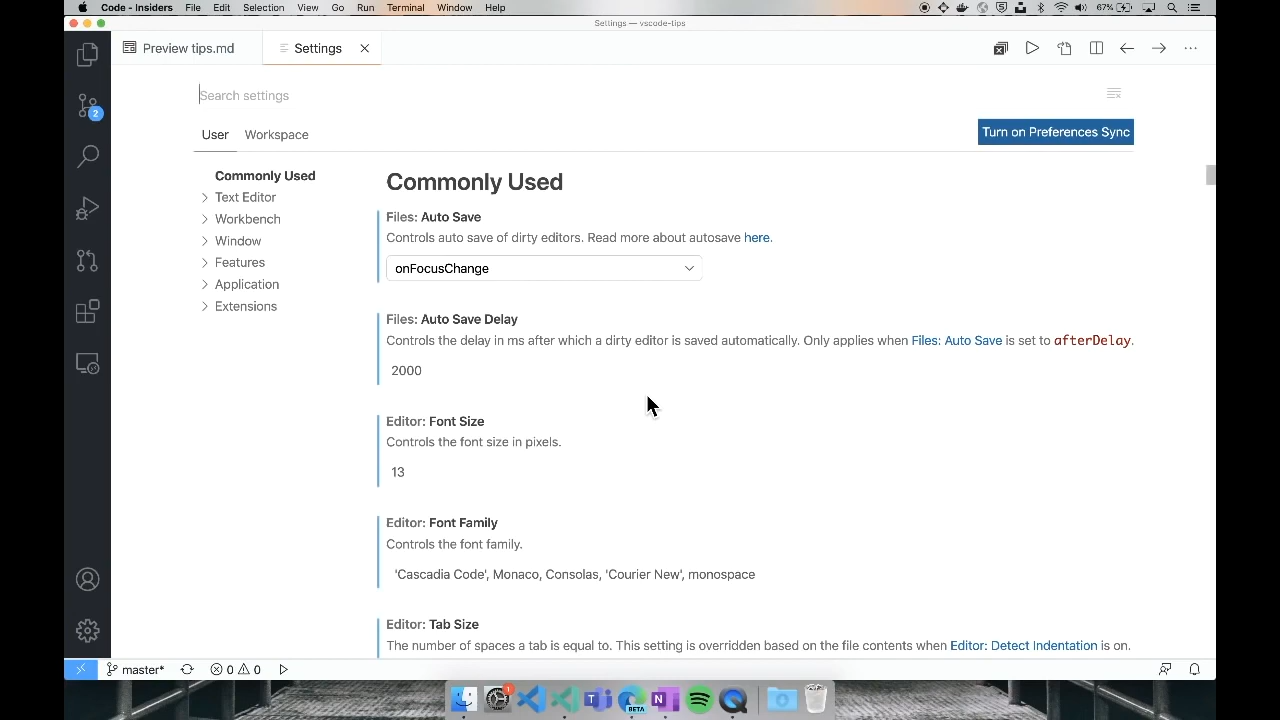 Code - Insiders File Edit Selection View Go Run Terminal Window Help 67%
Settings — vscode-tips
Preview tips.md Settings
Search settings
User Workspace Turn on Preferences Sync
2
Commonly Used
Text Editor
Workbench
Window
Features
Application
Extensions
Commonly Used
Files: Auto Save
Controls auto save of dirty editors. Read more about autosave here.
onFocusChange
Files: Auto Save Delay
Controls the delay in ms after which a dirty editor is saved automatically. Only applies when Files: Auto Save is set to afterDelay.
2000
Editor: Font Size
Controls the font size in pixels.
13
Editor: Font Family
Controls the font family.
'Cascadia Code', Monaco, Consolas, 'Courier New', monospace
Editor: Tab Size
The number of spaces a tab is equal to. This setting is overridden based on the file contents when Editor: Detect Indentation is on.
master* 0 0
1
BETA